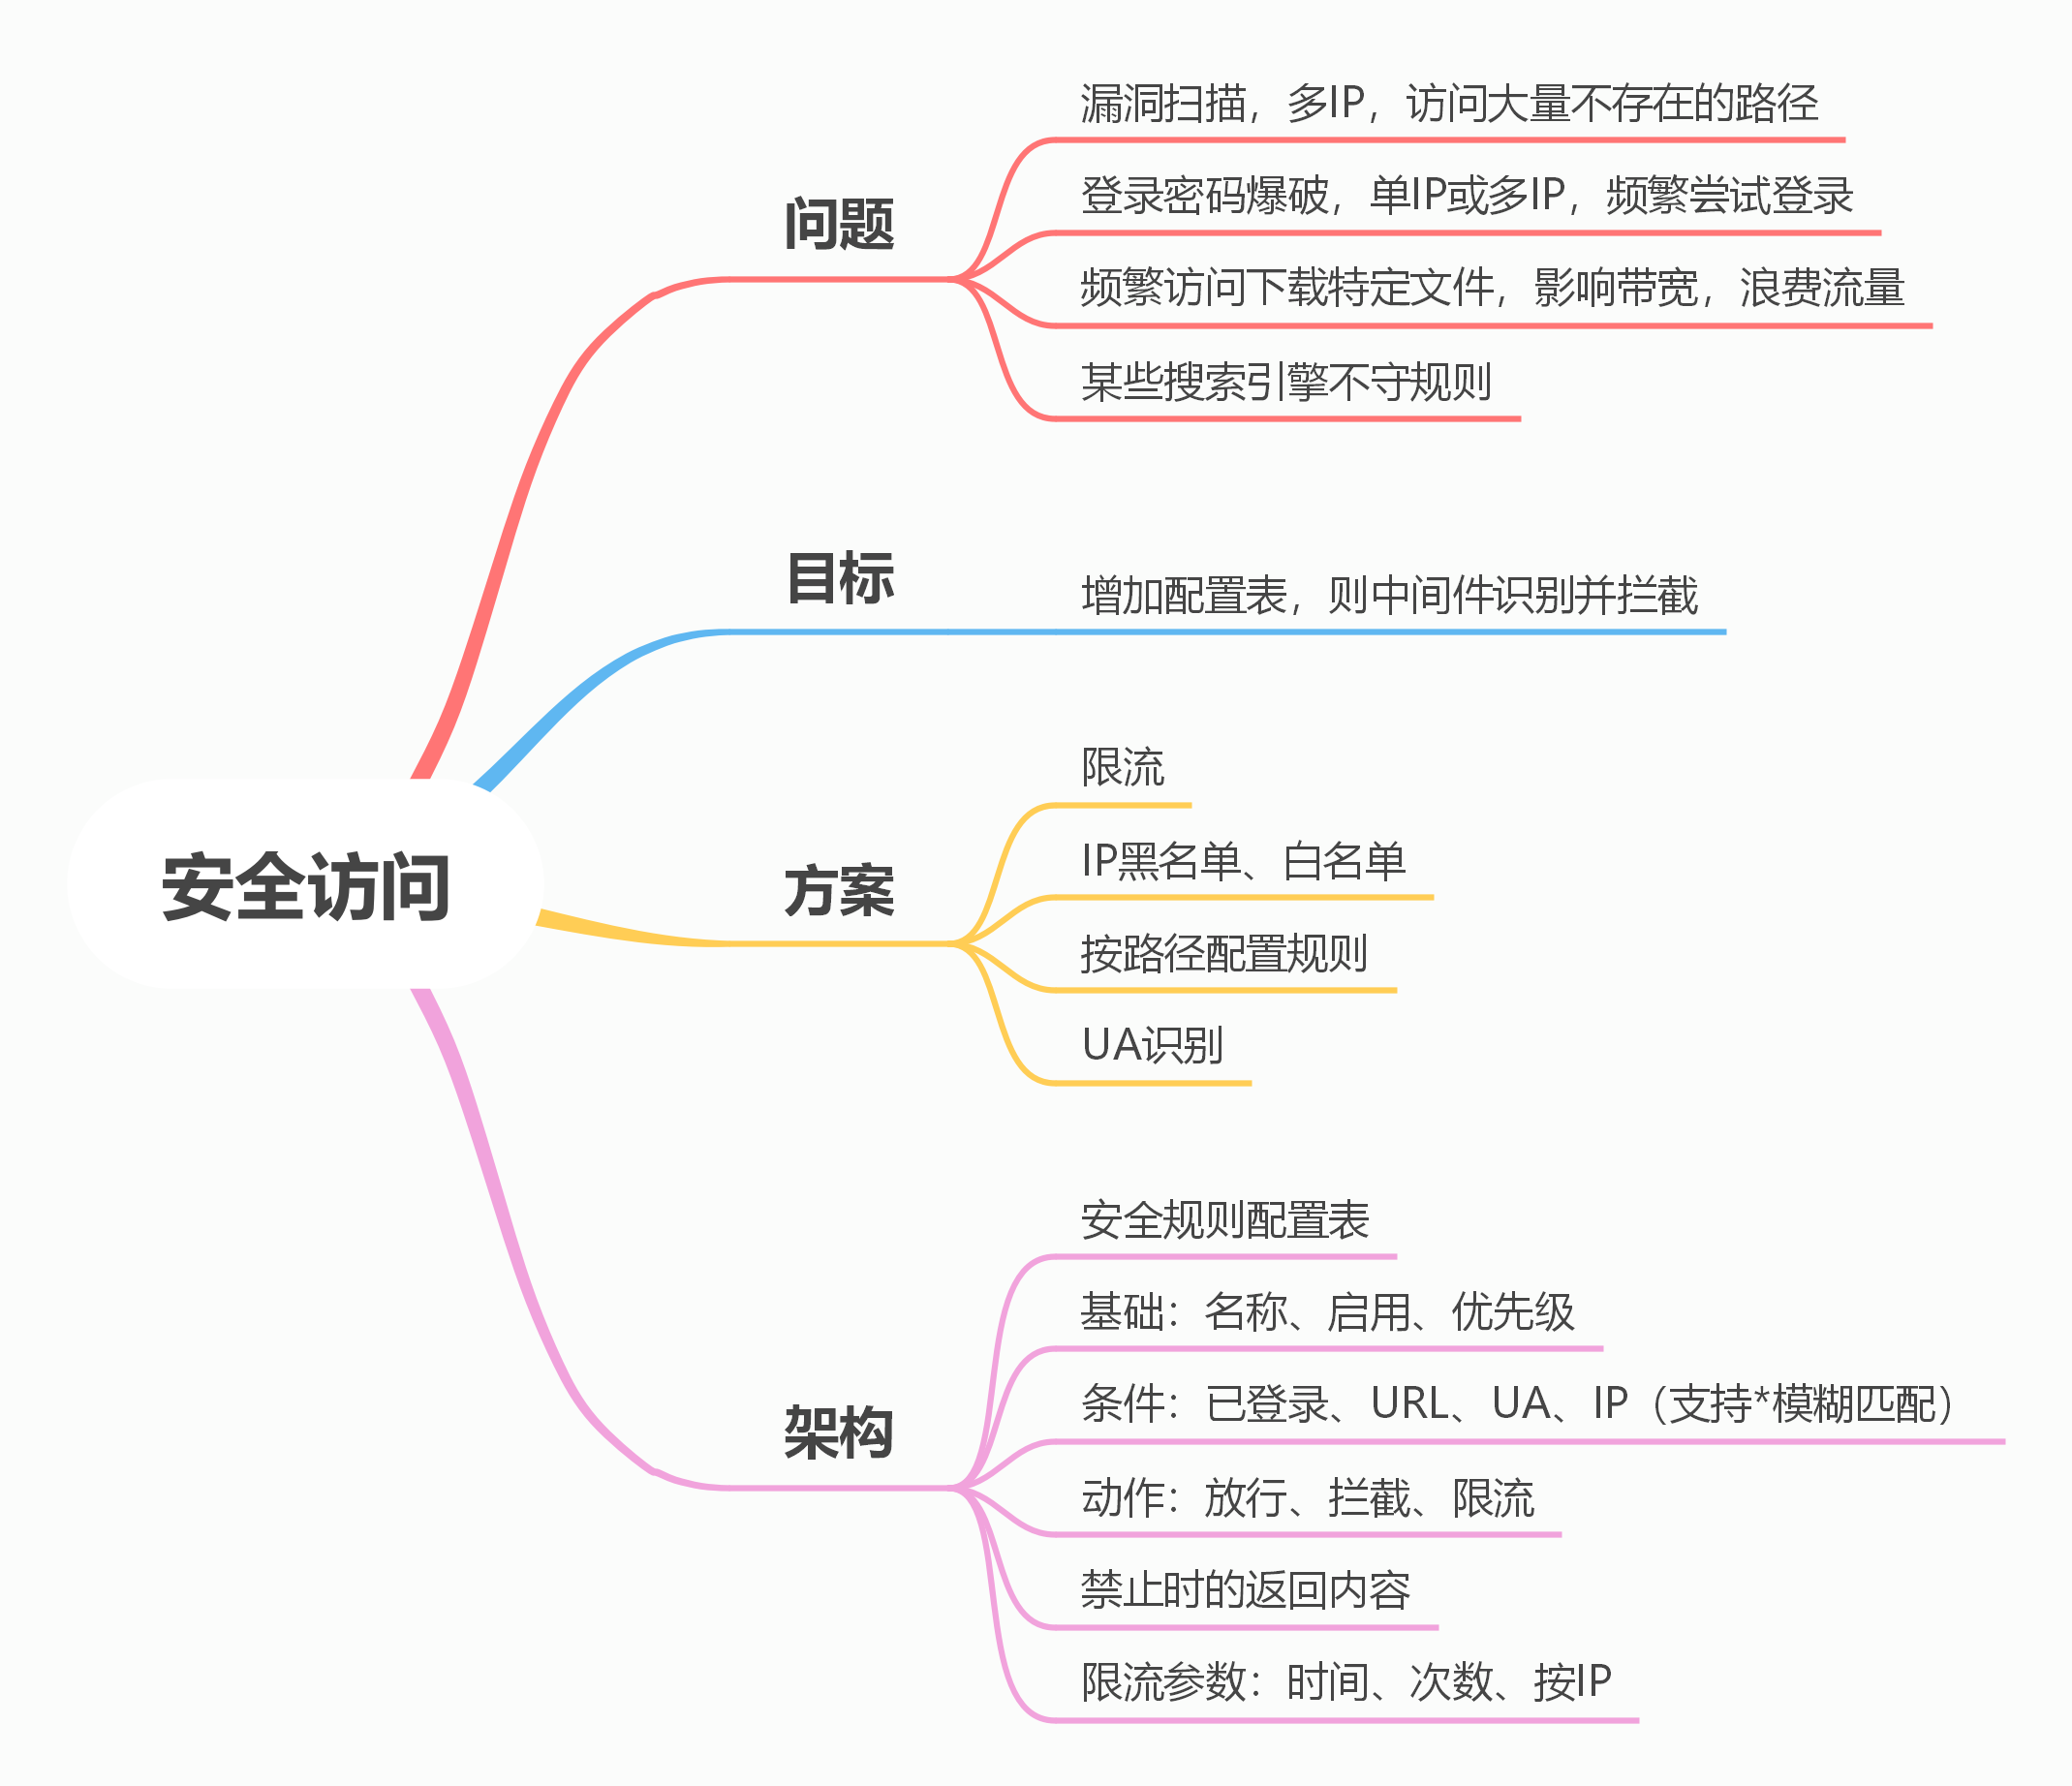 安全访问
问题
漏洞扫描，多IP，访问大量不存在的路径
登录密码爆破，单IP或多IP，频繁尝试登录
频繁访问下载特定文件，影响带宽，浪费流量
某些搜索引擎不守规则
目标
增加配置表，则中间件识别并拦截
方案
限流
IP黑名单、白名单
按路径配置规则
UA识别
架构
安全规则配置表
基础：名称、启用、优先级
条件：已登录、URL、UA、IP（支持*模糊匹配）
动作：放行、拦截、限流
禁止时的返回内容
限流参数：时间、次数、按IP